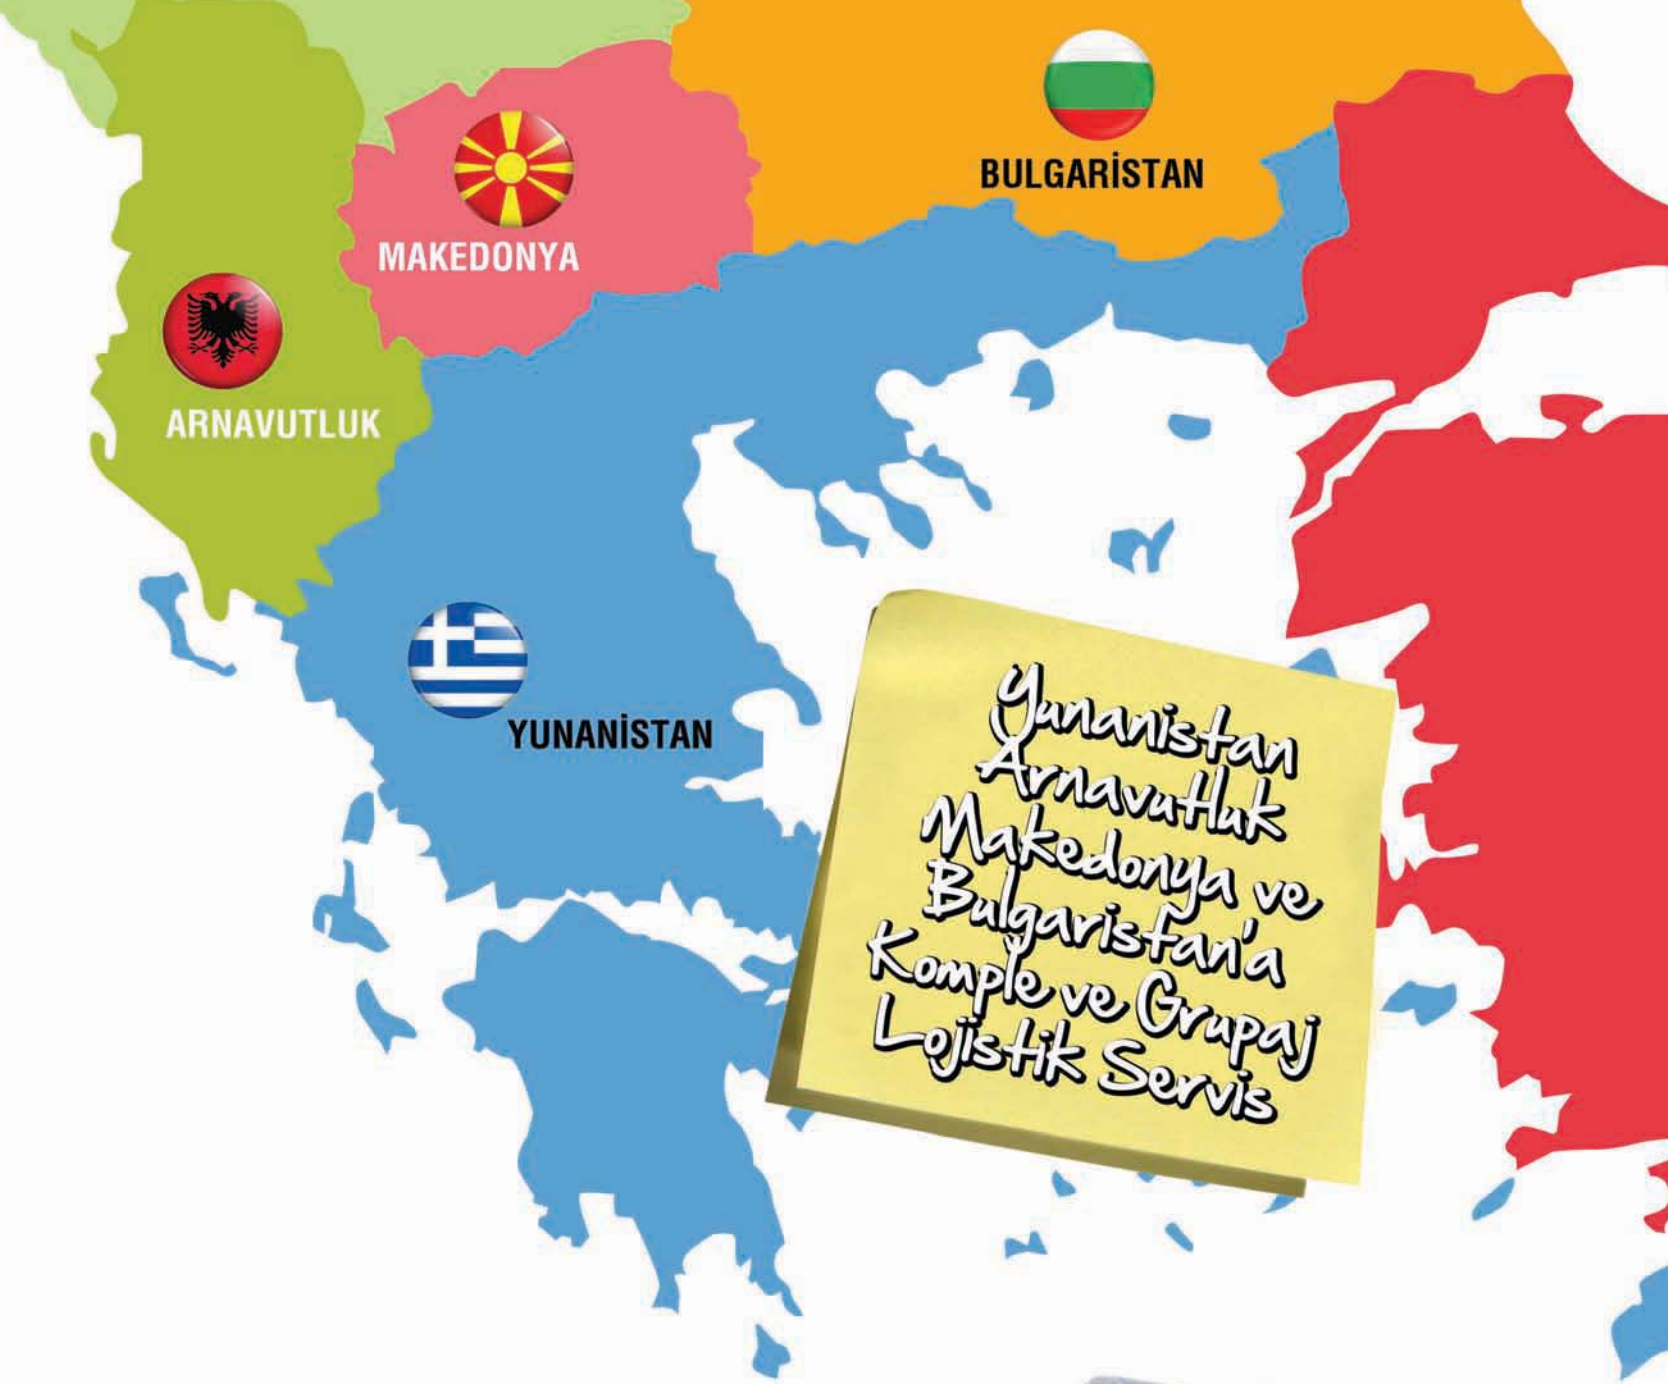 BULGARİSTAN
MAKEDONYA
ARNAVUTLUK
YUNANİSTAN
Yunanistan
Arnavutluk
Makedonya ve
Bulgaristan'a
Komple ve Grupaj
Lojistik Servis